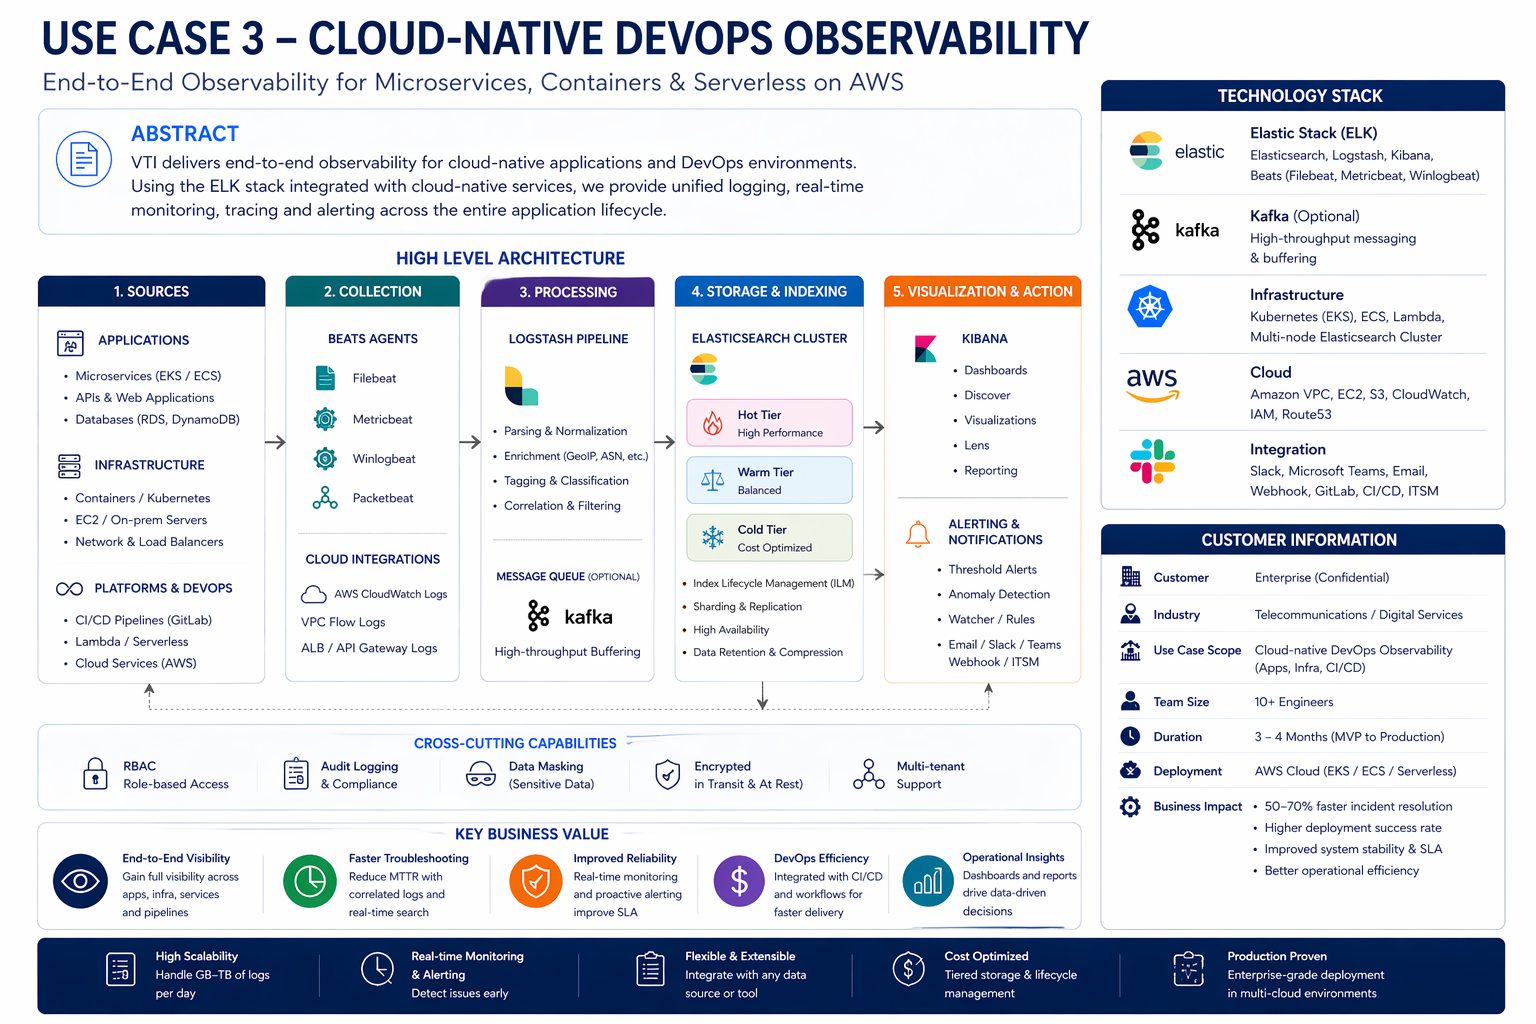 USE CASE 3 – CLOUD-NATIVE DEVOPS OBSERVABILITY
End-to-End Observability for Microservices, Containers & Serverless on AWS
ABSTRACT
VTI delivers end-to-end observability for cloud-native applications and DevOps environments.
Using the ELK stack integrated with cloud-native services, we provide unified logging, real-time
monitoring, tracing and alerting across the entire application lifecycle.
HIGH LEVEL ARCHITECTURE
1. SOURCES
APPLICATIONS
• Microservices (EKS / ECS)
• APIs & Web Applications
• Databases (RDS, DynamoDB)
INFRASTRUCTURE
• Containers / Kubernetes
• EC2 / On-prem Servers
• Network & Load Balancers
PLATFORMS & DEVOPS
• CI/CD Pipelines (GitLab)
• Lambda / Serverless
• Cloud Services (AWS)
2. COLLECTION
BEATS AGENTS
Filebeat
Metricbeat
Winlogbeat
Packetbeat
CLOUD INTEGRATIONS
AWS CloudWatch Logs
VPC Flow Logs
ALB / API Gateway Logs
3. PROCESSING
LOGSTASH PIPELINE
• Parsing & Normalization
• Enrichment (GeoIP, ASN, etc.)
• Tagging & Classification
• Correlation & Filtering
MESSAGE QUEUE (OPTIONAL)
kafka
High-throughput Buffering
4. STORAGE & INDEXING
ELASTICSEARCH CLUSTER
Hot Tier
High Performance
Warm Tier
Balanced
Cold Tier
Cost Optimized
• Index Lifecycle Management (ILM)
• Sharding & Replication
• High Availability
• Data Retention & Compression
5. VISUALIZATION & ACTION
KIBANA
• Dashboards
• Discover
• Visualizations
• Lens
• Reporting
ALERTING &
NOTIFICATIONS
• Threshold Alerts
• Anomaly Detection
• Watcher / Rules
• Email / Slack / Teams
Webhook / ITSM
CROSS-CUTTING CAPABILITIES
RBAC
Role-based Access
Audit Logging
& Compliance
Data Masking
(Sensitive Data)
Encrypted
in Transit & At Rest)
Multi-tenant
Support
KEY BUSINESS VALUE
End-to-End Visibility
Gain full visibility across
apps, infra, services
and pipelines
Faster Troubleshooting
Reduce MTTR with
correlated logs and
real-time search
Improved Reliability
Real-time monitoring
and proactive alerting
improve SLA
$
DevOps Efficiency
Integrated with CI/CD
and workflows for
faster delivery
Operational Insights
Dashboards and reports
drive data-driven
decisions
TECHNOLOGY STACK
elastic
Elastic Stack (ELK)
Elasticsearch, Logstash, Kibana,
Beats (Filebeat, Metricbeat, Winlogbeat)
kafka
Kafka (Optional)
High-throughput messaging
& buffering
Infrastructure
Kubernetes (EKS), ECS, Lambda,
Multi-node Elasticsearch Cluster
aws
Cloud
Amazon VPC, EC2, S3, CloudWatch,
IAM, Route53
Integration
Slack, Microsoft Teams, Email,
Webhook, GitLab, CI/CD, ITSM
CUSTOMER INFORMATION
Customer Enterprise (Confidential)
Industry Telecommunications / Digital Services
Use Case Scope Cloud-native DevOps Observability
(Apps, Infra, CI/CD)
Team Size 10+ Engineers
Duration 3 – 4 Months (MVP to Production)
Deployment AWS Cloud (EKS / ECS / Serverless)
Business Impact • 50–70% faster incident resolution
• Higher deployment success rate
• Improved system stability & SLA
• Better operational efficiency
High Scalability
Handle GB–TB of logs
per day
Real-time Monitoring
& Alerting
Detect issues early
Flexible & Extensible
Integrate with any data
source or tool
$
Cost Optimized
Tiered storage & lifecycle
management
Production Proven
Enterprise-grade deployment
in multi-cloud environments